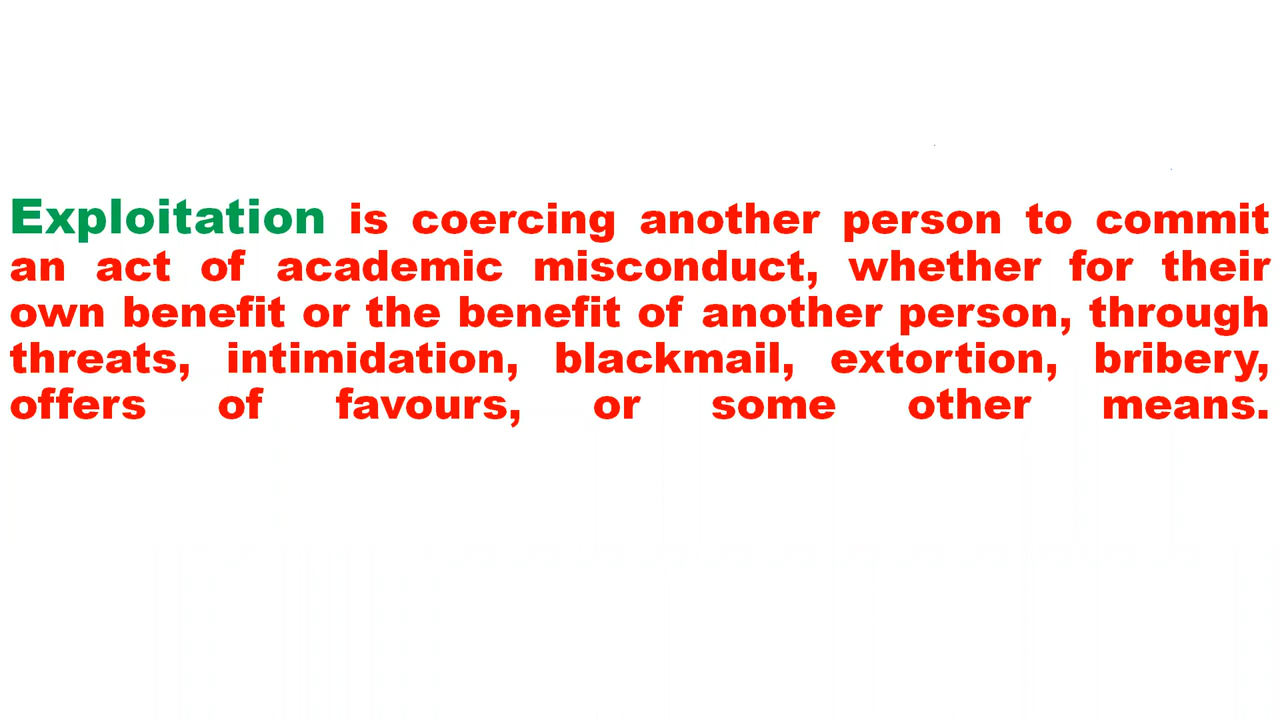 Exploitation is coercing another person to commit
an act of academic misconduct, whether for their
own benefit or the benefit of another person, through
threats, intimidation, blackmail, extortion, bribery,
offers of favours, or some other means.